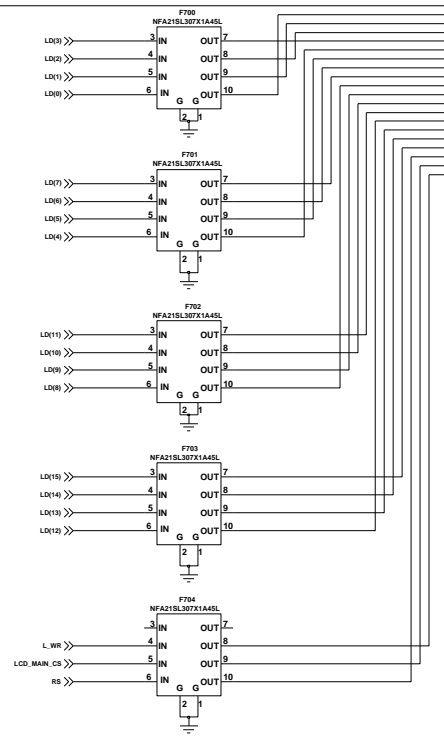 F700
NFA21SL307X1A45L
LD(3) 3 IN OUT 7
LD(2) 4 IN OUT 8
LD(1) 5 IN OUT 9
LD(0) 6 IN OUT 10
G G
2 1
F701
NFA21SL307X1A45L
LD(7) 3 IN OUT 7
LD(6) 4 IN OUT 8
LD(5) 5 IN OUT 9
LD(4) 6 IN OUT 10
G G
2 1
F702
NFA21SL307X1A45L
LD(11) 3 IN OUT 7
LD(10) 4 IN OUT 8
LD(9) 5 IN OUT 9
LD(8) 6 IN OUT 10
G G
2 1
F703
NFA21SL307X1A45L
LD(15) 3 IN OUT 7
LD(14) 4 IN OUT 8
LD(13) 5 IN OUT 9
LD(12) 6 IN OUT 10
G G
2 1
F704
NFA21SL307X1A45L
3 IN OUT 7
L_WR 4 IN OUT 8
LCD_MAIN_CS 5 IN OUT 9
RS 6 IN OUT 10
G G
2 1